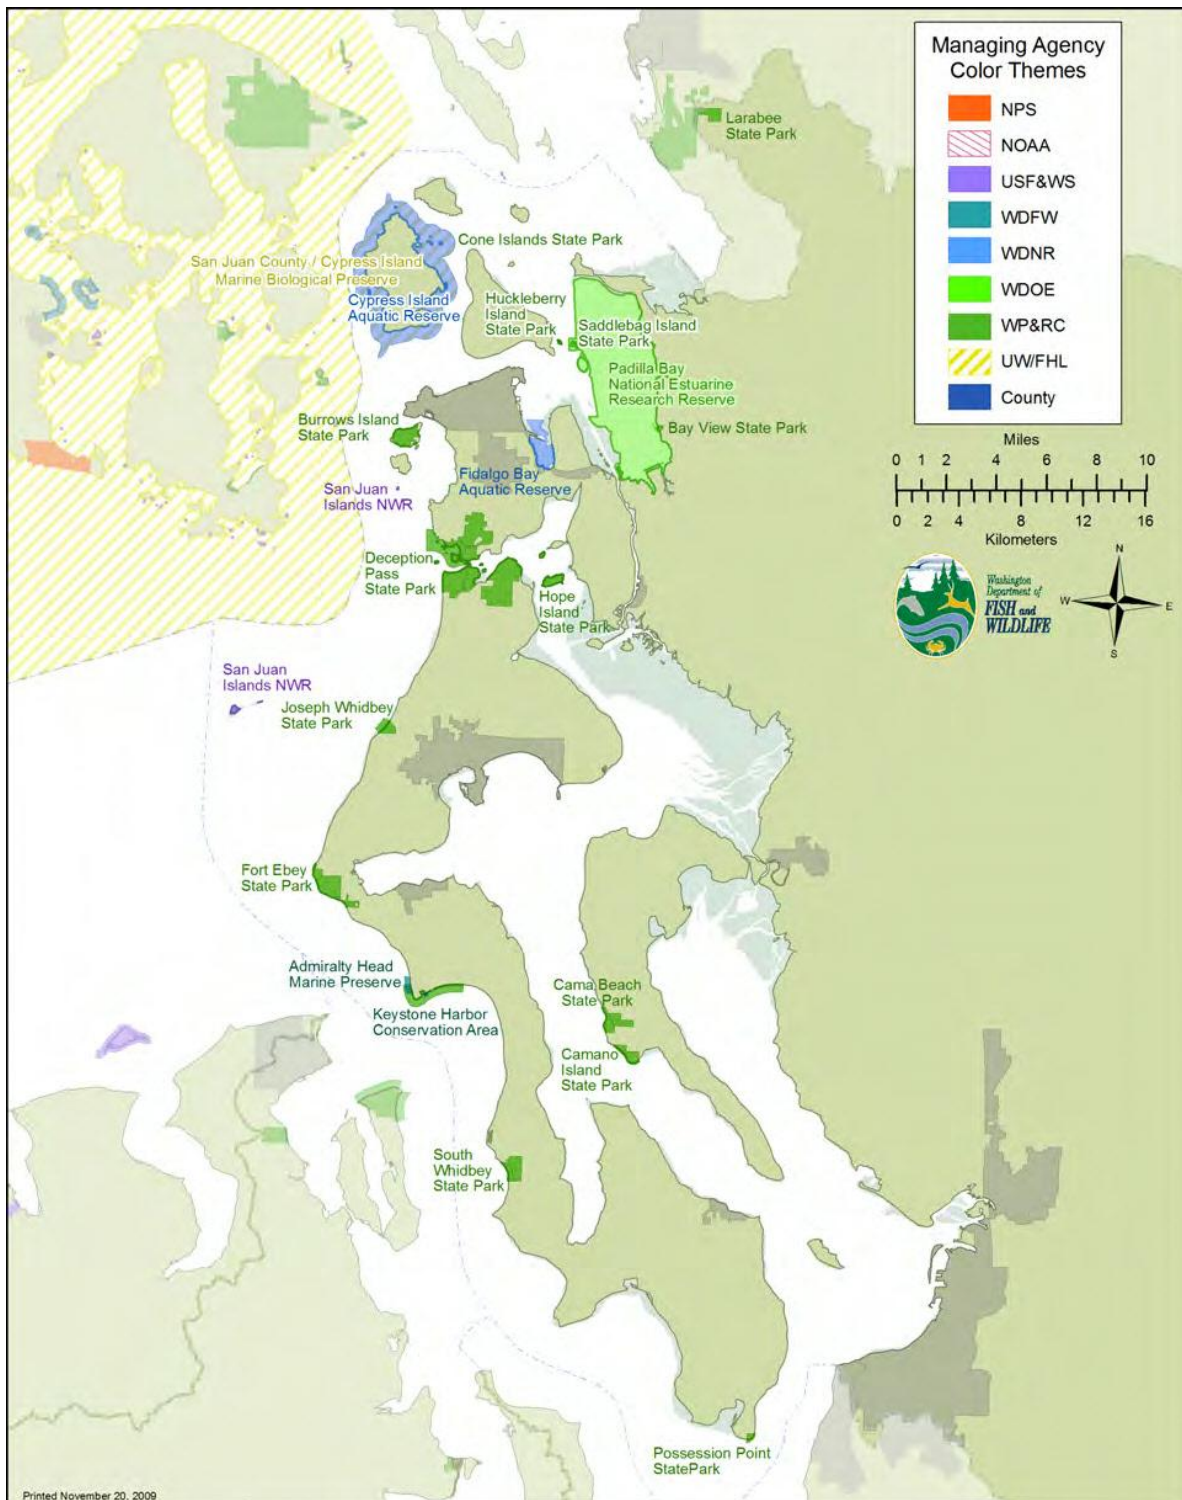 Managing Agency
Color Themes
NPS
NOAA
USF&WS
WDFW
WDNR
WDOE
WP&RC
UW/FHL
County
Miles
0 1 2 4 6 8 10
0 2 4 8 12 16
Kilometers
Washington
Department of
FISH and
WILDLIFE
N
W
E
S
Larabee
State Park
Cone Islands State Park
San Juan County / Cypress Island
Marine Biological Preserve
Cypress Island
Aquatic Reserve
Huckleberry
Island
State Park
Saddlebag Island
State Park
Padilla Bay
National Estuarine
Research Reserve
Burrows Island
State Park
Bay View State Park
Fidalgo Bay
Aquatic Reserve
San Juan
Islands NWR
Deception
Pass
State Park
Hope
Island
State Park
San Juan
Islands NWR
Joseph Whidbey
State Park
Fort Ebey
State Park
Admiralty Head
Marine Preserve
Keystone Harbor
Conservation Area
Cama Beach
State Park
Camano
Island
State Park
South
Whidbey
State Park
Possession Point
StatePark
Printed November 20, 2009